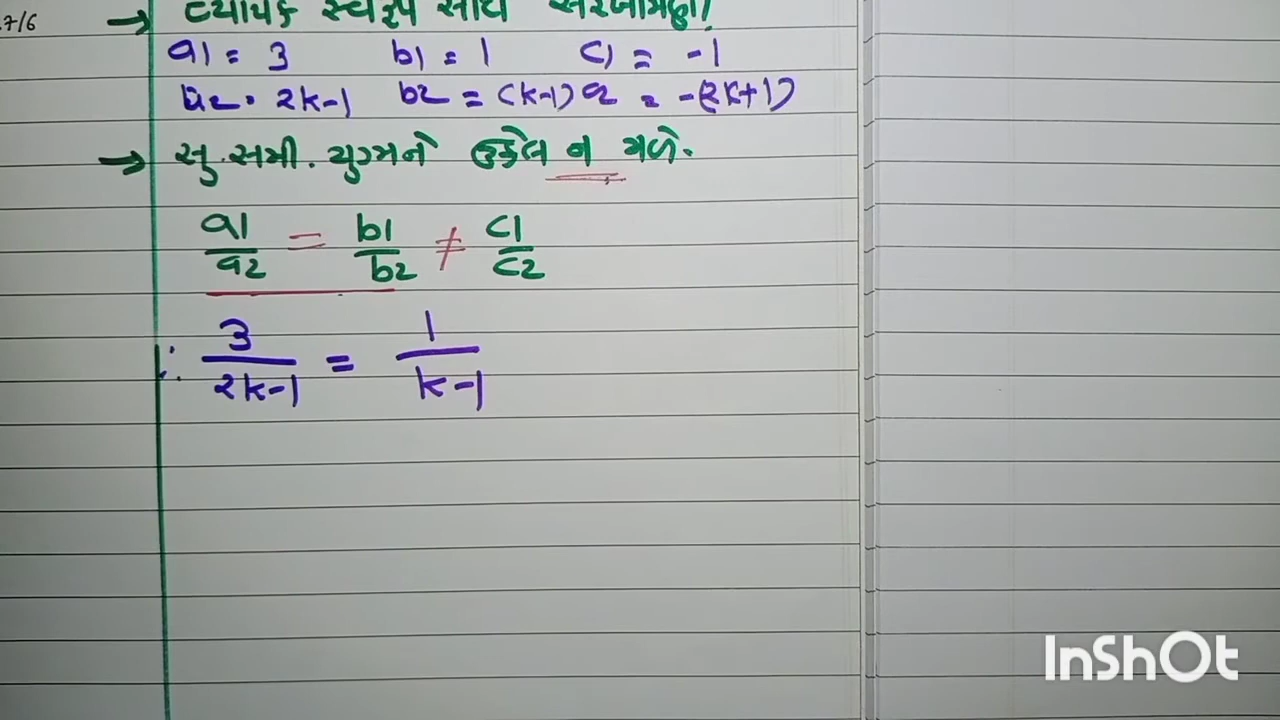 .7/6
→ વ્યાપક સ્વરૂપ સાથે સરખામણી
a1 = 3 b1 = 1 c1 = -1
a2 = 2k-1 b2 = (k-1) c2 = -(2k+1)
→ સુ.સમી.યુગ્મનો ઉકેલ ન મળે.
a1/a2 = b1/b2 ≠ c1/c2
∴ 3/2k-1 = 1/k-1
InShOt